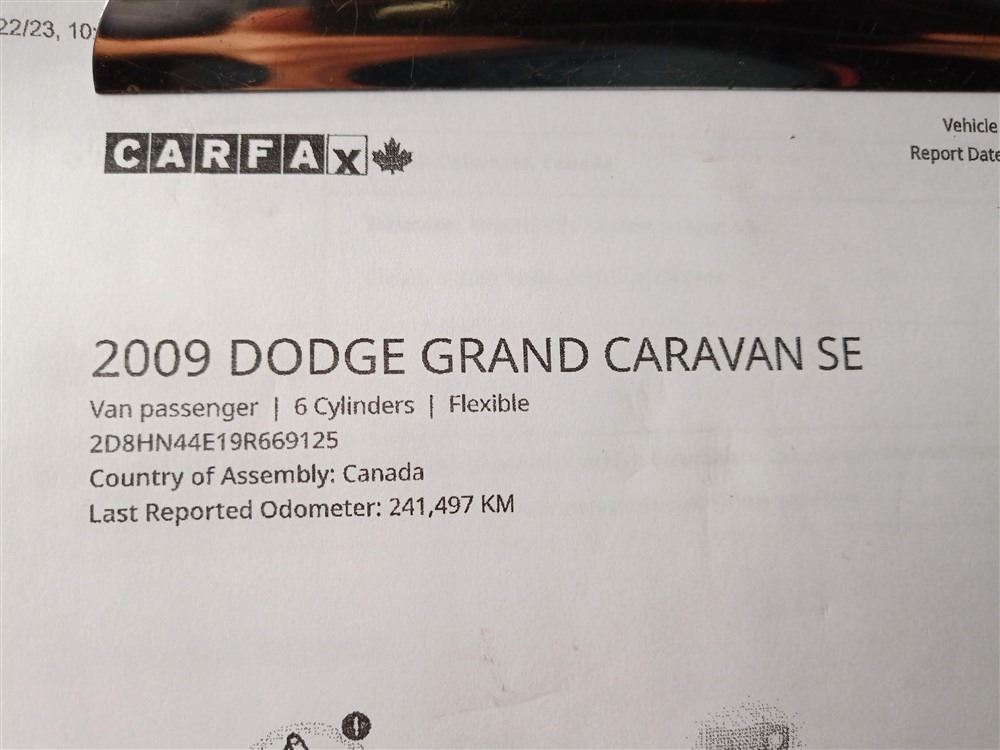 22/23, 10:
CARFAX
Vehicle
Report Date
2009 DODGE GRAND CARAVAN SE
Van passenger | 6 Cylinders | Flexible
2D8HN44E19R669125
Country of Assembly: Canada
Last Reported Odometer: 241,497 KM